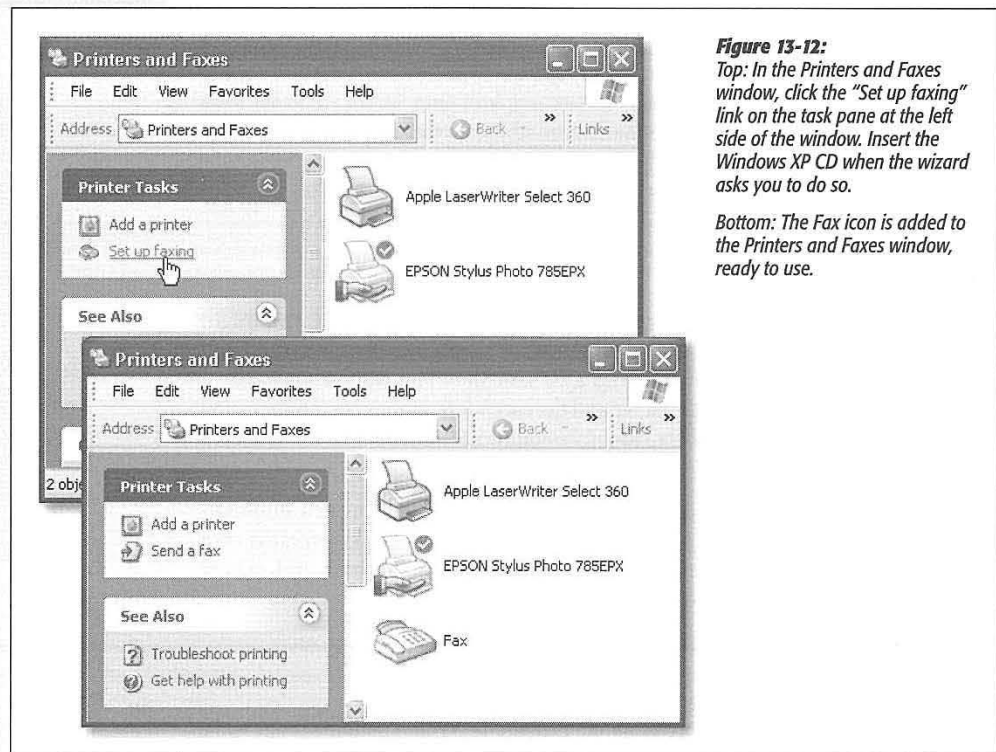 Printers and Faxes
File Edit View Favorites Tools Help
Address Printers and Faxes Back » Links »
Printer Tasks
Add a printer
Set up faxing
See Also
Apple LaserWriter Select 360
EPSON Stylus Photo 785EPX
2 obje
Printers and Faxes
File Edit View Favorites Tools Help
Address Printers and Faxes Back » Links »
Printer Tasks
Add a printer
Send a fax
See Also
Troubleshoot printing
Get help with printing
Apple LaserWriter Select 360
EPSON Stylus Photo 785EPX
Fax
Figure 13-12:
Top: In the Printers and Faxes
window, click the “Set up faxing”
link on the task pane at the left
side of the window. Insert the
Windows XP CD when the wizard
asks you to do so.
Bottom: The Fax icon is added to
the Printers and Faxes window,
ready to use.